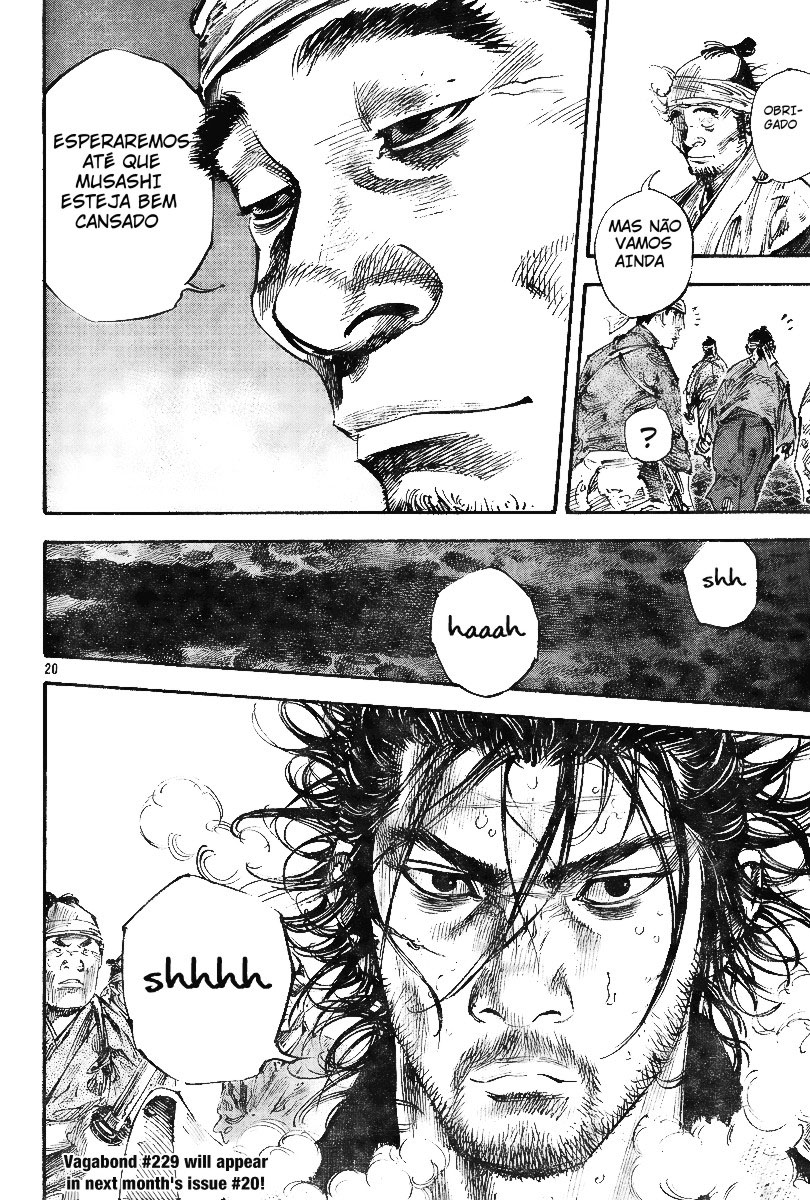 OBRI-
GADO
MAS NÃO
VAMOS
AINDA
?
ESPERAREMOS
ATÉ QUE
MUSASHI
ESTEJA BEM
CANSADO
shh
haaah
20
shhhh
Vagabond #229 will appear
in next month's issue #20!